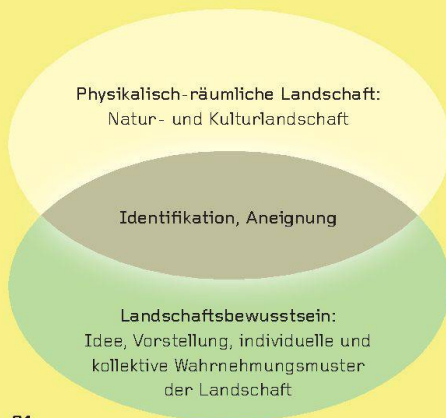 Physikalisch-räumliche Landschaft:
Natur- und Kulturlandschaft
Identifikation, Aneignung
Landschaftsbewusstsein:
Idee, Vorstellung, individuelle und
kollektive Wahrnehmungsmuster
der Landschaft